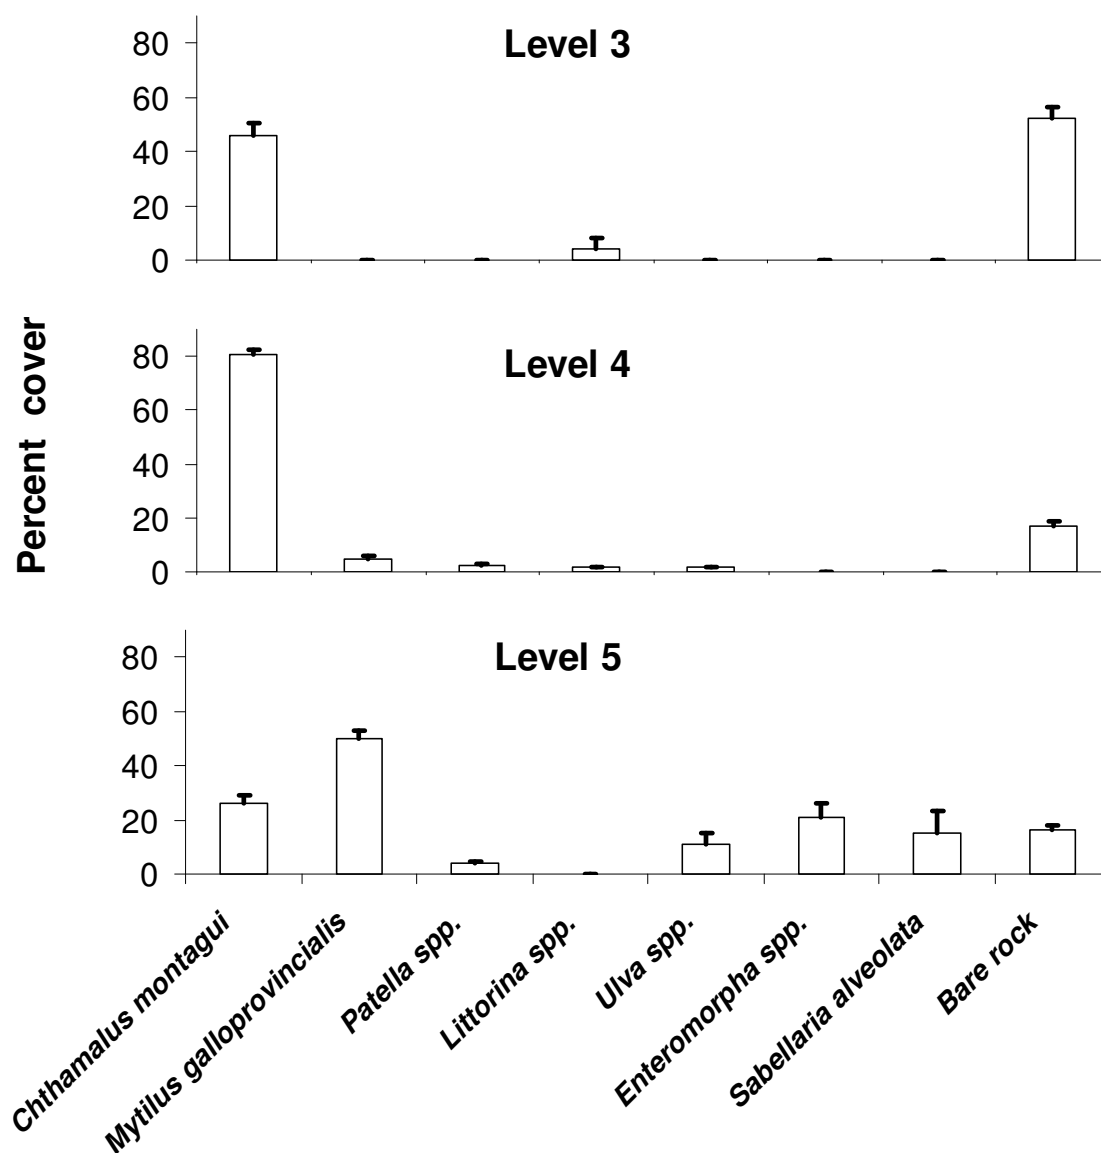 Level 3
80
60
40
20
0
Percent cover
Level 4
80
60
40
20
0
Level 5
80
60
40
20
0
Chthamalus montagui
Mytilus galloprovincialis
Patella spp.
Littorina spp.
Ulva spp.
Enteromorpha spp.
Sabellaria alveolata
Bare rock